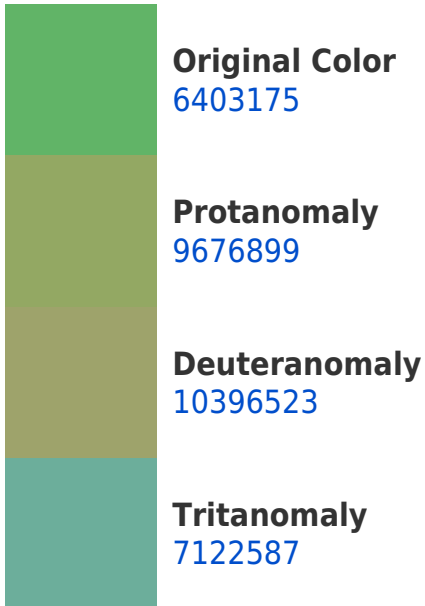 Original Color
6403175
Protanomaly
9676899
Deuteranomaly
10396523
Tritanomaly
7122587